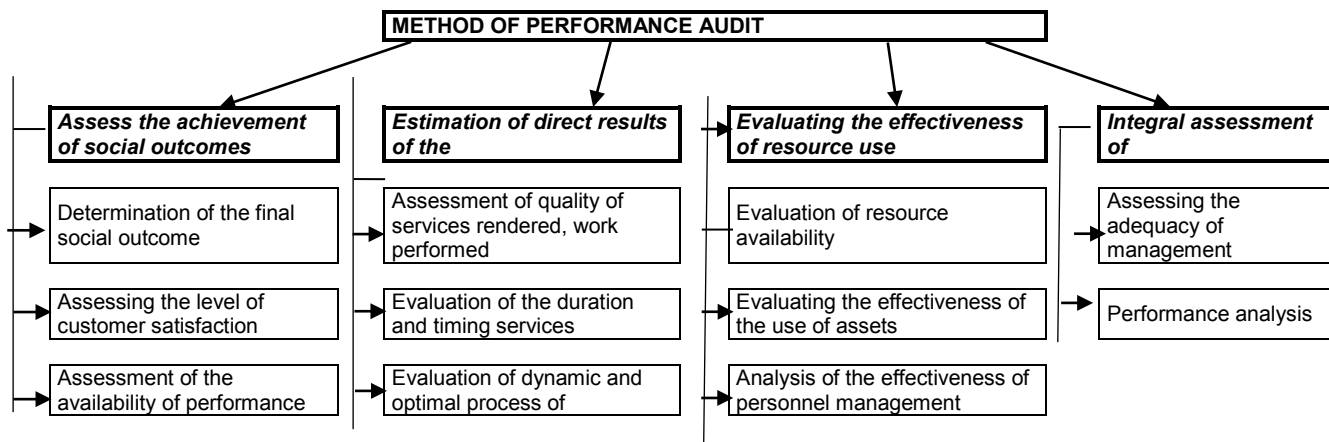 METHOD OF PERFORMANCE AUDIT
Assess the achievement
of social outcomes
Determination of the final
social outcome
Assessing the level of
customer satisfaction
Assessment of the
availability of performance
Estimation of direct results
of the
Assessment of quality of
services rendered, work
performed
Evaluation of the duration
and timing services
Evaluation of dynamic and
optimal process of
Evaluating the effectiveness
of resource use
Evaluation of resource
availability
Evaluating the effectiveness of
the use of assets
Analysis of the effectiveness of
personnel management
Integral assessment
of
Assessing the
adequacy of
management
Performance analysis